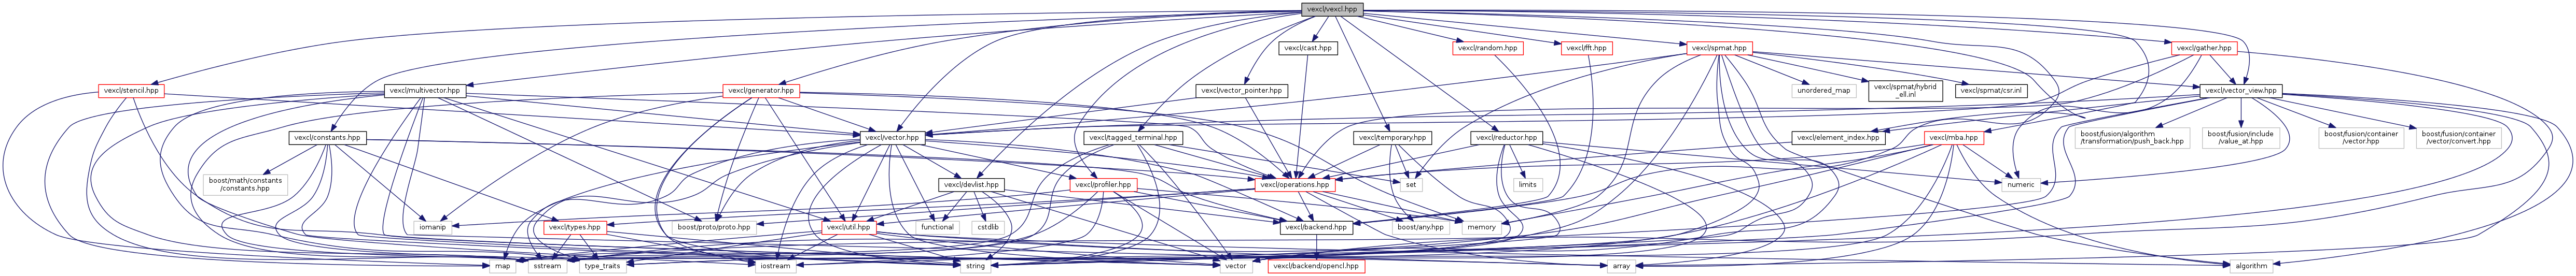 vexcl/vexcl.hpp
vexcl/cast.hpp
vexcl/random.hpp
vexcl/fft.hpp
vexcl/spmat.hpp
vexcl/gather.hpp
vexcl/stencil.hpp
vexcl/multivector.hpp
vexcl/generator.hpp
vexcl/vector_pointer.hpp
unordered_map
vexcl/spmat/hybrid
_ell.inl
vexcl/spmat/csr.inl
vexcl/vector_view.hpp
vexcl/constants.hpp
vexcl/vector.hpp
vexcl/tagged_terminal.hpp
vexcl/temporary.hpp
vexcl/reductor.hpp
vexcl/element_index.hpp
vexcl/mba.hpp
boost/fusion/algorithm
/transformation/push_back.hpp
boost/fusion/include
/value_at.hpp
boost/fusion/container
/vector.hpp
boost/fusion/container
/vector/convert.hpp
boost/math/constants
/constants.hpp
vexcl/devlist.hpp
vexcl/profiler.hpp
vexcl/operations.hpp
set
limits
numeric
iomanip
vexcl/types.hpp
boost/proto/proto.hpp
vexcl/util.hpp
functional
cstdlib
vexcl/backend.hpp
boost/any.hpp
memory
map
sstream
type_traits
iostream
string
vector
vexcl/backend/opencl.hpp
array
algorithm